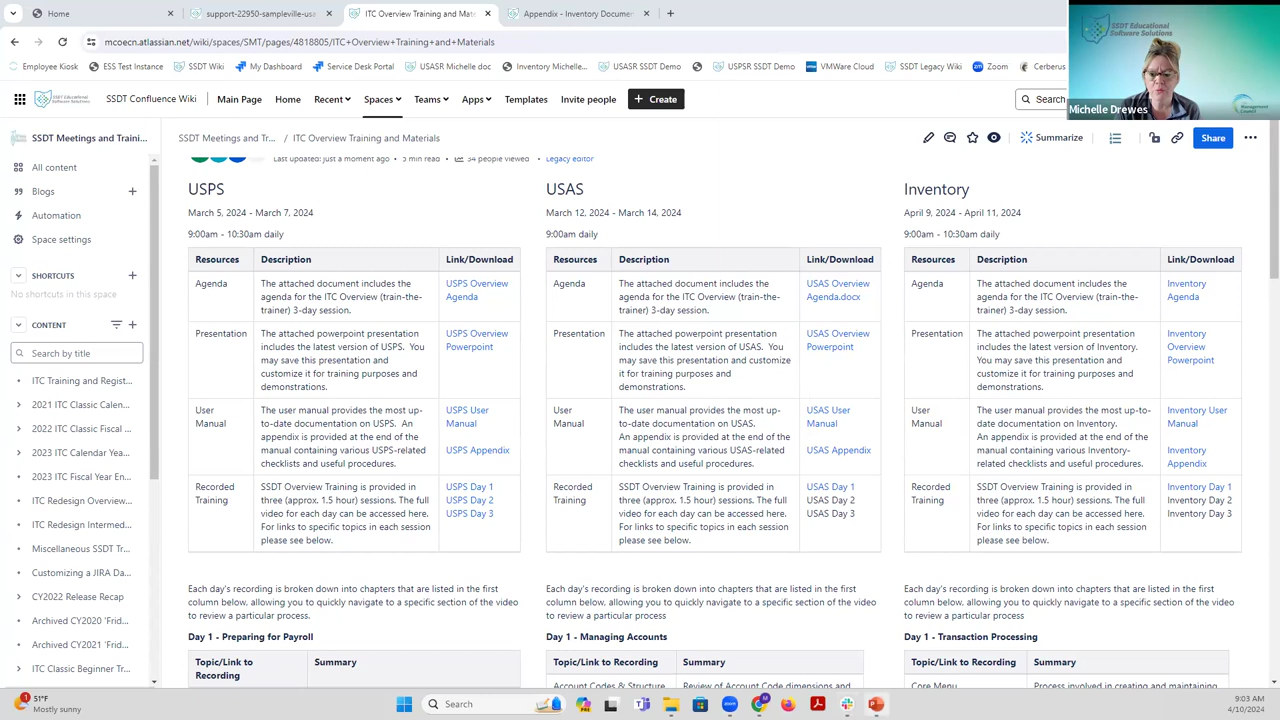 Home
support-22950-sampleville-usa
ITC Overview Training and Mate
Appendix - Inventory Document
mcoecn.atlassian.net/wiki/spaces/SMT/pages/4818805/ITC+Overview+Training+and+Materials
Employee Kiosk
ESS Test Instance
SSDT Wiki
My Dashboard
Service Desk Portal
USASR Michelle doc
Inventory Michelle...
USASR SSDT Demo
USPSR SSDT Demo
VMWare Cloud
SSDT Legacy Wiki
Zoom
Cerberus
SSDT Educational
Software Solutions
Michelle Drewes
Management
Council
SSDT Confluence Wiki
Main Page
Home
Recent
Spaces
Teams
Apps
Templates
Invite people
Create
Search
SSDT Meetings and Traini...
SSDT Meetings and Tr... / ITC Overview Training and Materials
Summarize
Share
All content
Blogs
Automation
Space settings
SHORTCUTS
No shortcuts in this space
CONTENT
Search by title
ITC Training and Regist...
2021 ITC Classic Calen...
2022 ITC Classic Fiscal ...
2023 ITC Calendar Yea...
2023 ITC Fiscal Year En...
ITC Redesign Overview...
ITC Redesign Intermed...
Miscellaneous SSDT Tr...
Customizing a JIRA Da...
CY2022 Release Recap
Archived CY2020 'Frid...
Archived CY2021 'Frid...
ITC Classic Beginner Tr...
Last updated: just a moment ago • 5 min read • 34 people viewed • Legacy editor
USPS
March 5, 2024 - March 7, 2024
9:00am - 10:30am daily
Resources Description Link/Download
Agenda
The attached document includes the
agenda for the ITC Overview (train-the-
trainer) 3-day session.
USPS Overview
Agenda
Presentation
The attached powerpoint presentation
includes the latest version of USPS. You
may save this presentation and
customize it for training purposes and
demonstrations.
USPS Overview
Powerpoint
User
Manual
The user manual provides the most up-
to-date documentation on USPS. An
appendix is provided at the end of the
manual containing various USPS-related
checklists and useful procedures.
USPS User
Manual
USPS Appendix
Recorded
Training
SSDT Overview Training is provided in
three (approx. 1.5 hour) sessions. The full
video for each day can be accessed here.
For links to specific topics in each session
please see below.
USPS Day 1
USPS Day 2
USPS Day 3
Each day's recording is broken down into chapters that are listed in the first
column below, allowing you to quickly navigate to a specific section of the video
to review a particular process.
Day 1 - Preparing for Payroll
Topic/Link to
Recording
Summary
USAS
March 12, 2024 - March 14, 2024
9:00am daily
Resources Description Link/Download
Agenda
The attached document includes the
agenda for the ITC Overview (train-the-
trainer) 3-day session.
USAS Overview
Agenda.docx
Presentation
The attached powerpoint presentation
includes the latest version of USAS. You
may save this presentation and customize
it for training purposes and
demonstrations.
USAS Overview
Powerpoint
User
Manual
The user manual provides the most up-
to-date documentation on USAS.
An appendix is provided at the end of the
manual containing various USAS-related
checklists and useful procedures.
USAS User
Manual
USAS Appendix
Recorded
Training
SSDT Overview Training is provided in
three (approx. 1.5 hour) sessions. The full
video for each day can be accessed here.
For links to specific topics in each session
please see below.
USAS Day 1
USAS Day 2
USAS Day 3
Each day's recording is broken down into chapters that are listed in the first
column below, allowing you to quickly navigate to a specific section of the video
to review a particular process
Day 1 - Managing Accounts
Topic/Link to Recording Summary
Account Codes & Structure Review of Account Code dimensions and
Inventory
April 9, 2024 - April 11, 2024
9:00am - 10:30am daily
Resources Description Link/Download
Agenda
The attached document includes the
agenda for the ITC Overview (train-the-
trainer) 3-day session.
Inventory
Agenda
Presentation
The attached powerpoint presentation
includes the latest version of Inventory.
You may save this presentation and
customize it for training purposes and
demonstrations.
Inventory
Overview
Powerpoint
User
Manual
The user manual provides the most up-to-
date documentation on Inventory.
An appendix is provided at the end of the
manual containing various Inventory-
related checklists and useful procedures.
Inventory User
Manual
Inventory
Appendix
Recorded
Training
SSDT Overview Training is provided in
three (approx. 1.5 hour) sessions. The full
video for each day can be accessed here.
For links to specific topics in each session
please see below.
Inventory Day 1
Inventory Day 2
Inventory Day 3
Each day's recording is broken down into chapters that are listed in the first
column below, allowing you to quickly navigate to a specific section of the video
to review a particular process
Day 1 - Transaction Processing
Topic/Link to Recording Summary
Core Menu Process involved in creating and maintaining
1
51°F
Mostly sunny
Search
9:03 AM
4/10/2024